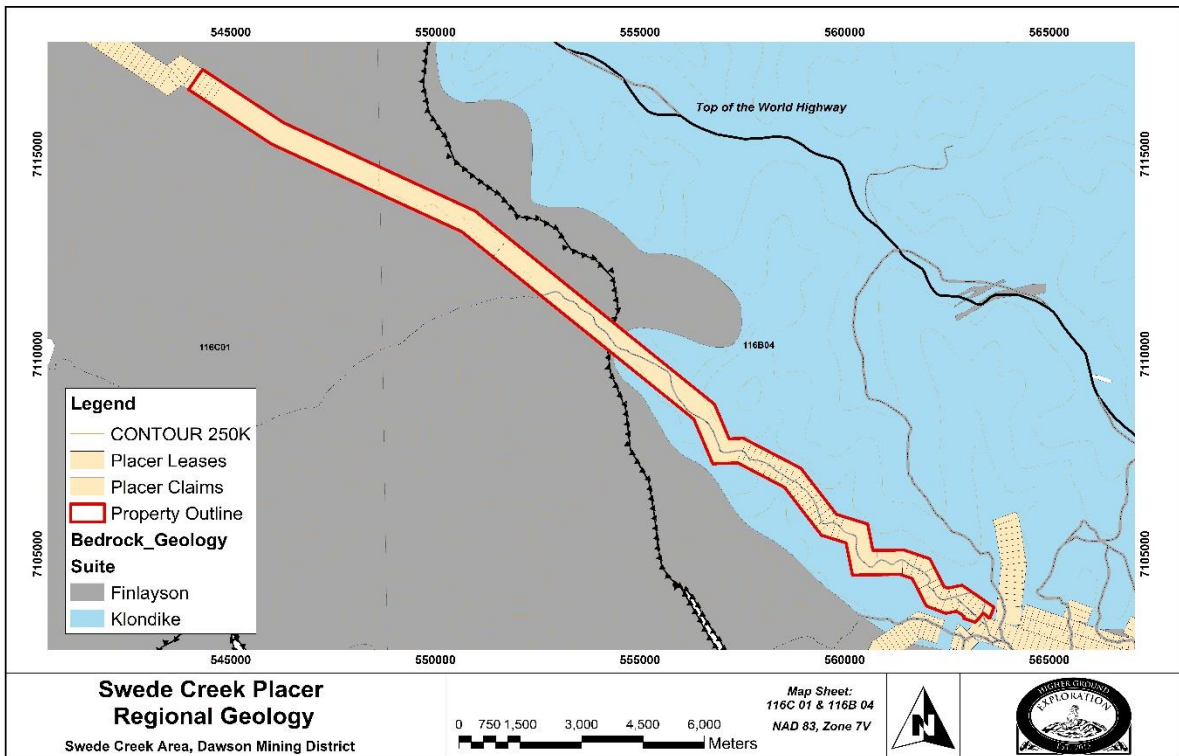 545000 550000 555000 560000 565000
Top of the World Highway
7115000 7115000
7110000 7110000
116C01
116B04
7105000 7105000
Legend
CONTOUR 250K
Placer Leases
Placer Claims
Property Outline
Bedrock_Geology
Suite
Finlayson
Klondike
545000 550000 555000 560000 565000
Swede Creek Placer
Regional Geology
Swede Creek Area, Dawson Mining District
0 750 1,500 3,000 4,500 6,000
Meters
Map Sheet:
116C 01 & 116B 04
NAD 83, Zone 7V
N
HIGHER GROUND
EXPLORATION